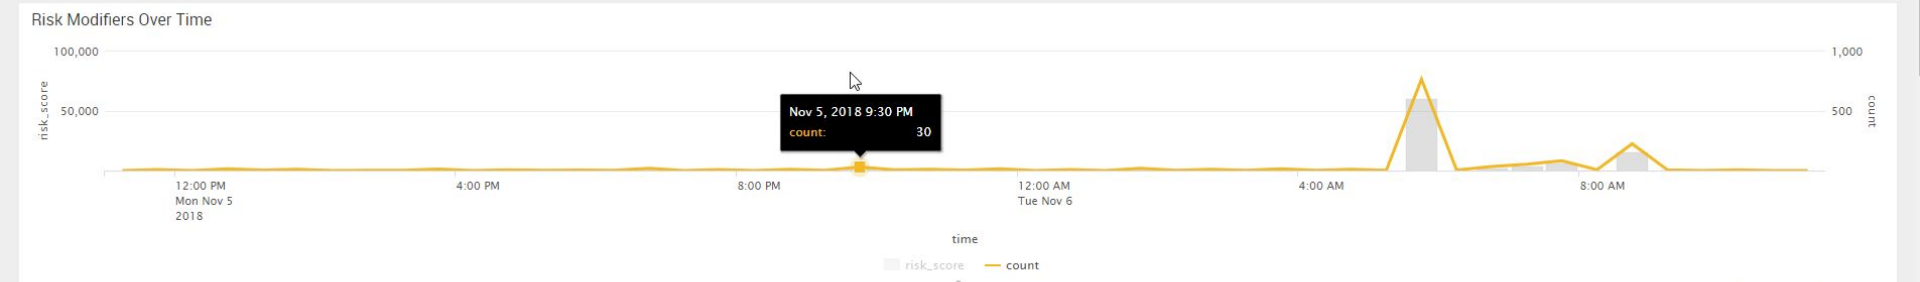 Risk Modifiers Over Time
100,000
1,000
risk_score
50,000
500
count
Nov 5, 2018 9:30 PM
count: 30
12:00 PM
Mon Nov 5
2018
4:00 PM
8:00 PM
12:00 AM
Tue Nov 6
4:00 AM
8:00 AM
time
risk_score
count